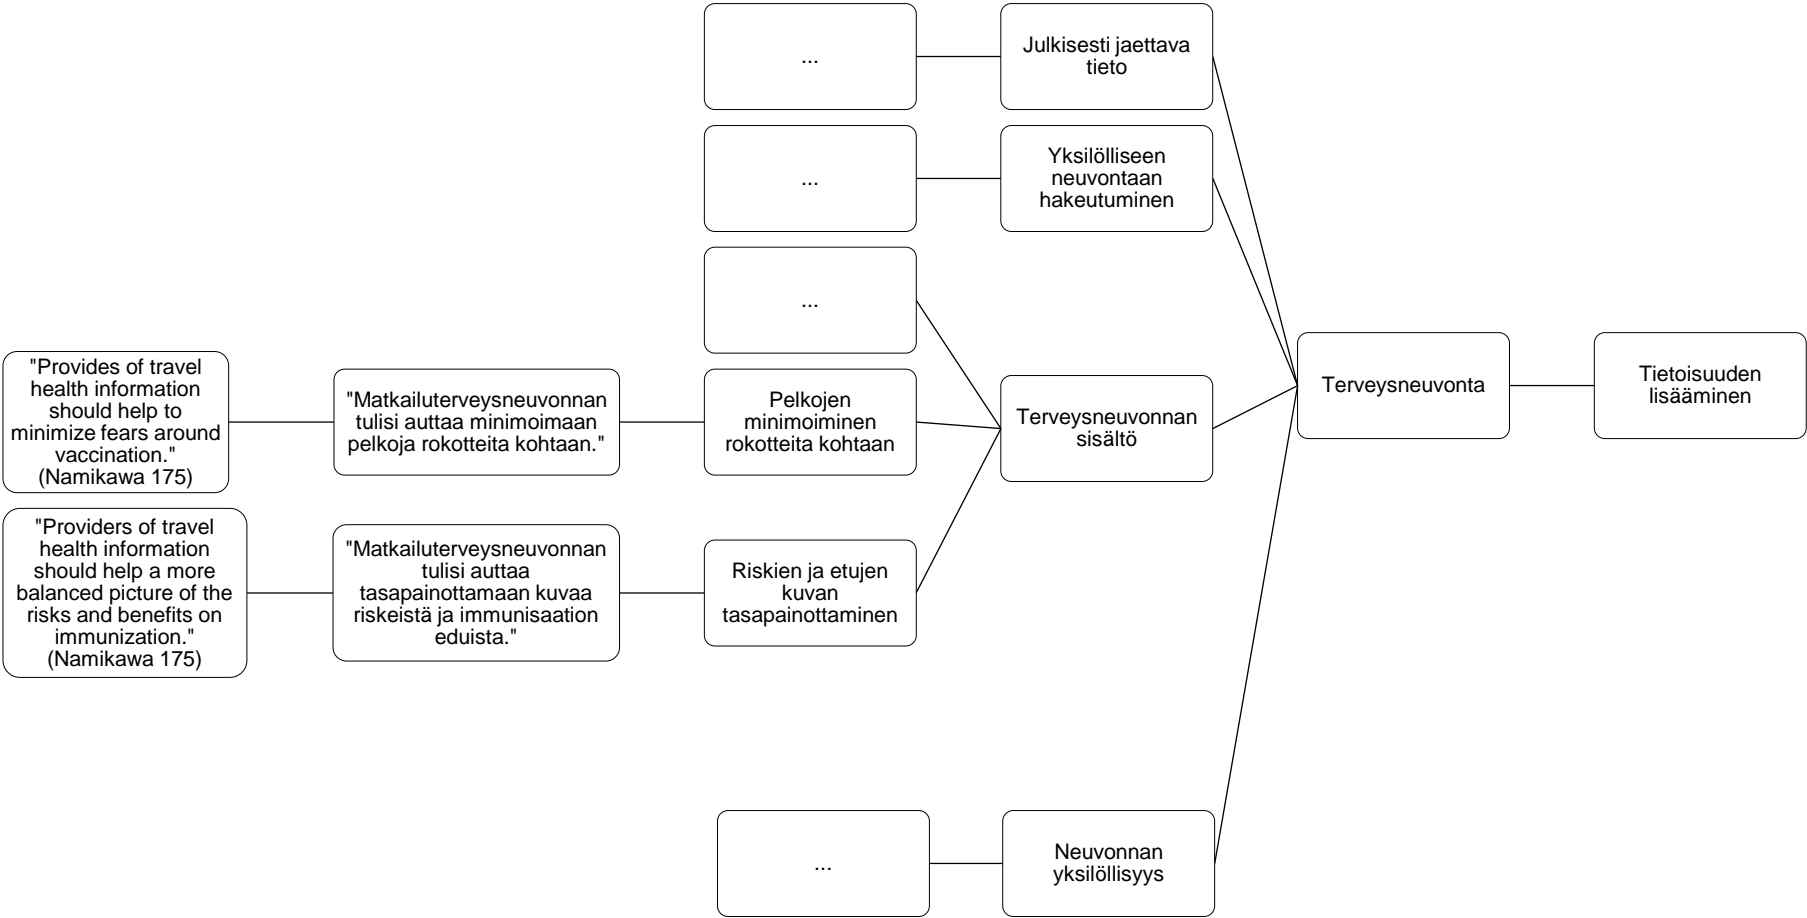 ...
Julkisesti jaettava
tieto
...
Yksilölliseen
neuvontaan
hakeutuminen
...
"Provides of travel
health information
should help to
minimize fears around
vaccination."
(Namikawa 175)
"Matkailuterveysneuvonnan
tulisi auttaa minimoimaan
pelkoja rokotteita kohtaan."
Pelkojen
minimoiminen
rokotteita kohtaan
Terveysneuvonnan
sisältö
Terveysneuvonta
Tietoisuuden
lisääminen
"Providers of travel
health information
should help a more
balanced picture of the
risks and benefits on
immunization."
(Namikawa 175)
"Matkailuterveysneuvonnan
tulisi auttaa
tasapainottamaan kuvaa
riskeistä ja immunisaation
eduista."
Riskien ja etujen
kuvan
tasapainottaminen
...
Neuvonnan
yksilöllisyys